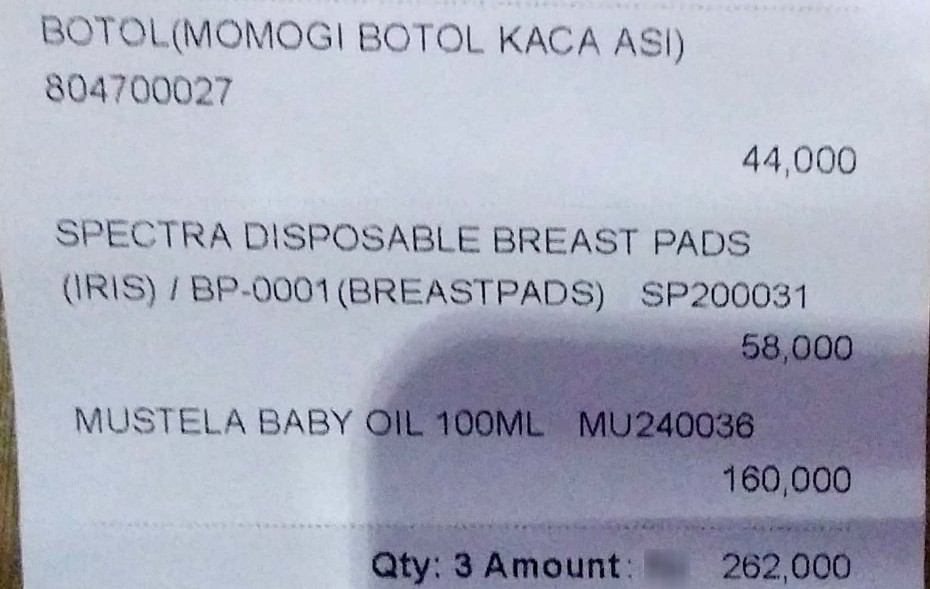 BOTOL(MOMOGI BOTOL KACA ASI)
804700027
44,000
SPECTRA DISPOSABLE BREAST PADS
(IRIS) / BP-0001(BREASTPADS) SP200031
58,000
MUSTELA BABY OIL 100ML MU240036
160,000
Qty: 3 Amount: 262,000